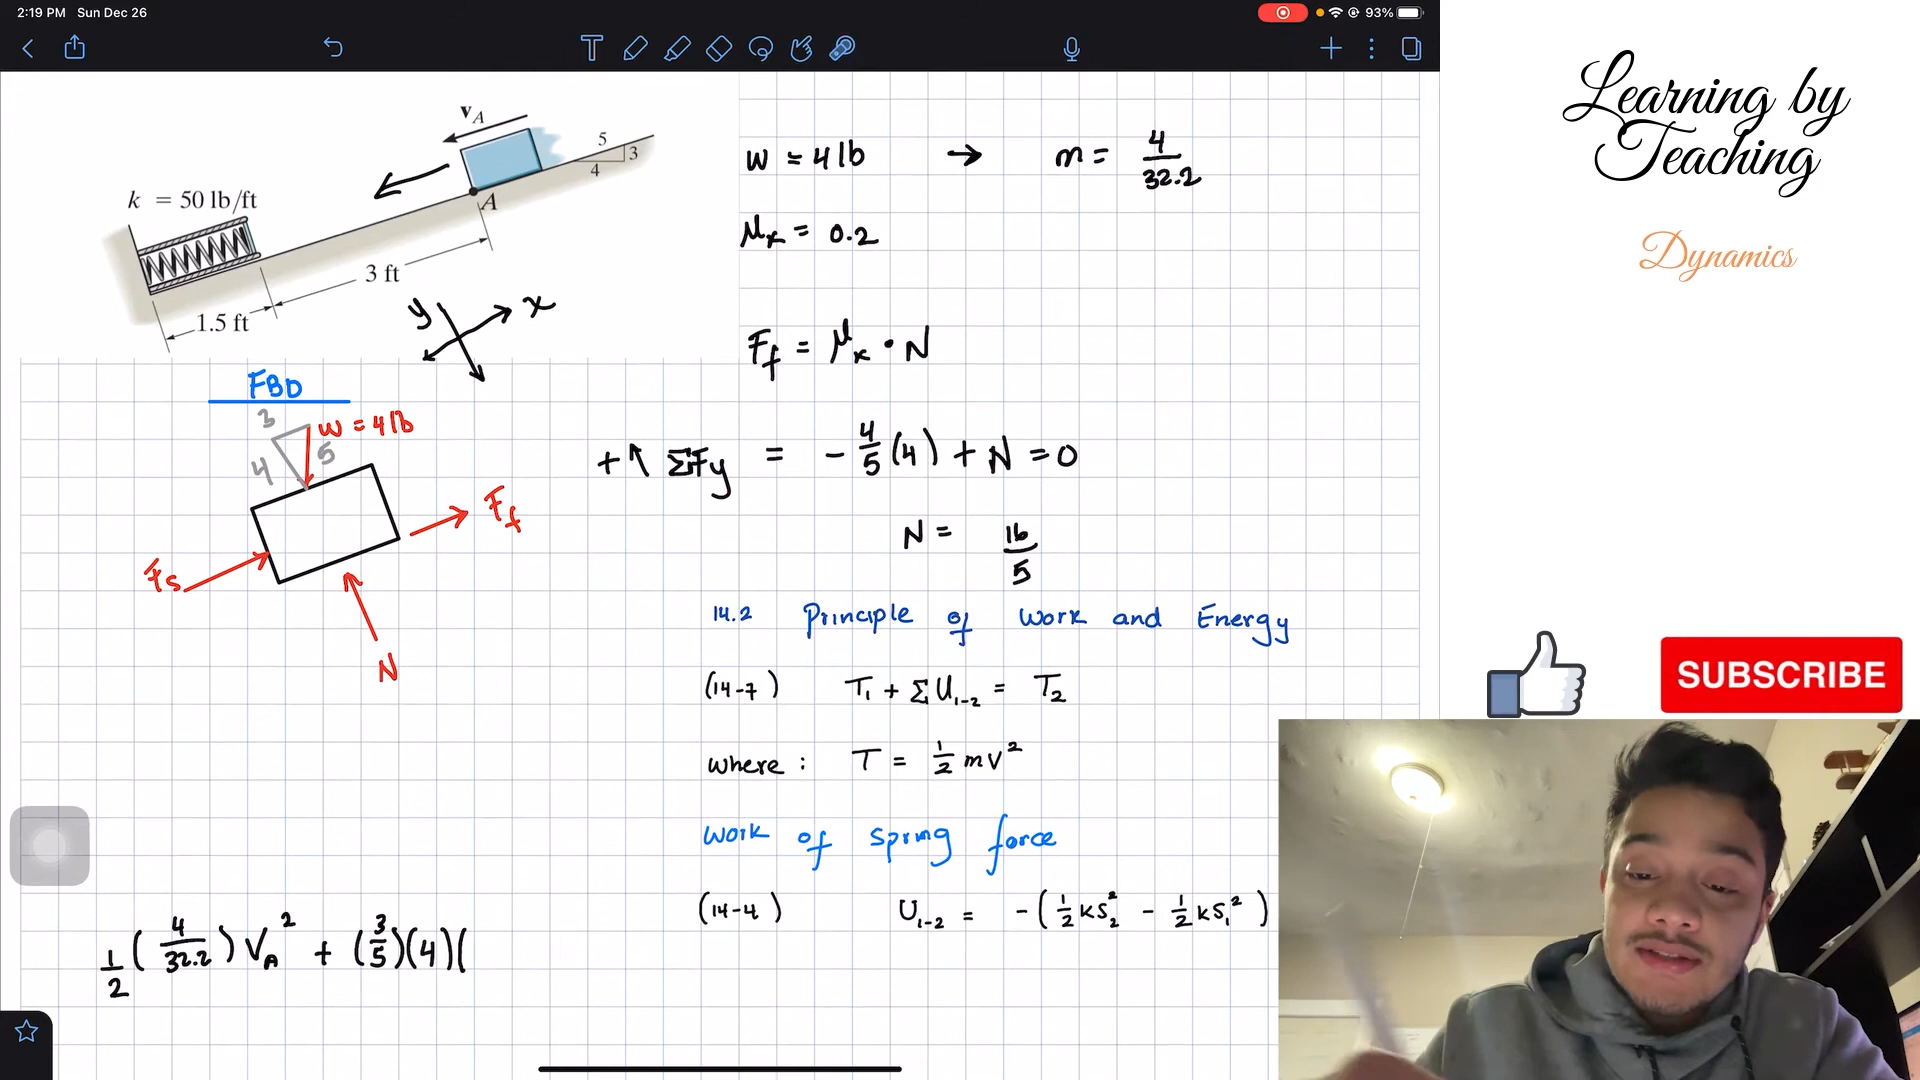 2:19 PM Sun Dec 26
93%
T
Learning by
Teaching
Dynamics
vA
5
3
4
k = 50 lb/ft
A
3 ft
1.5 ft
y
x
w = 4 lb → m = 4/32.2
μk = 0.2
Ff = μk • N
FBD
3
4
5
w = 4 lb
Ff
Fs
N
+↑ ΣFy = - 4/5 (4) + N = 0
N = 16/5
14.2 Principle of Work and Energy
(14-7) T1 + ΣU1-2 = T2
where : T = 1/2 mv²
Work of spring force
(14-4) U1-2 = -(1/2 ks2² - 1/2 ks1²)
1/2 (4/32.2) VA² + (3/5)(4)(
SUBSCRIBE